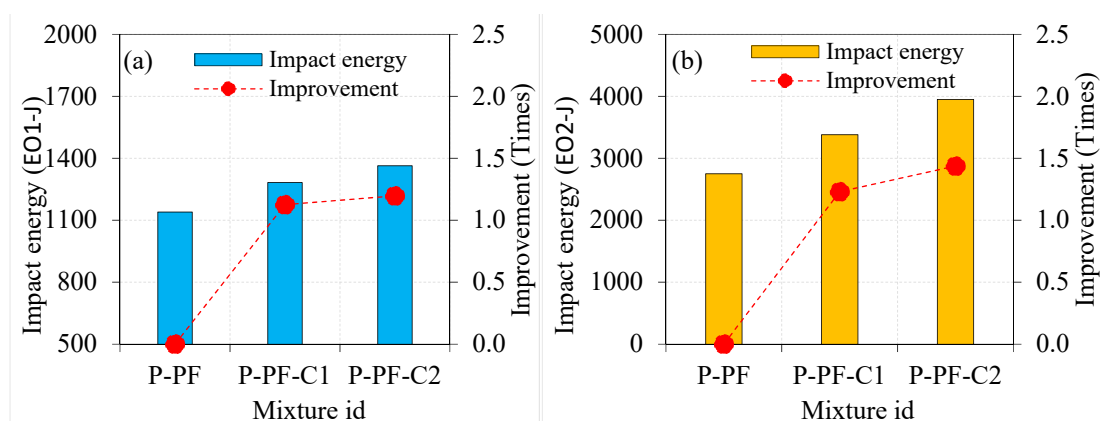 (a)
Impact energy
Improvement
Impact energy (EO1-J)
2000
1700
1400
1100
800
500
2.5
2.0
1.5
1.0
0.5
0.0
Improvement (Times)
P-PF P-PF-C1 P-PF-C2
Mixture id
(b)
Impact energy
Improvement
Impact energy (EO2-J)
5000
4000
3000
2000
1000
0
2.5
2.0
1.5
1.0
0.5
0.0
Improvement (Times)
P-PF P-PF-C1 P-PF-C2
Mixture id